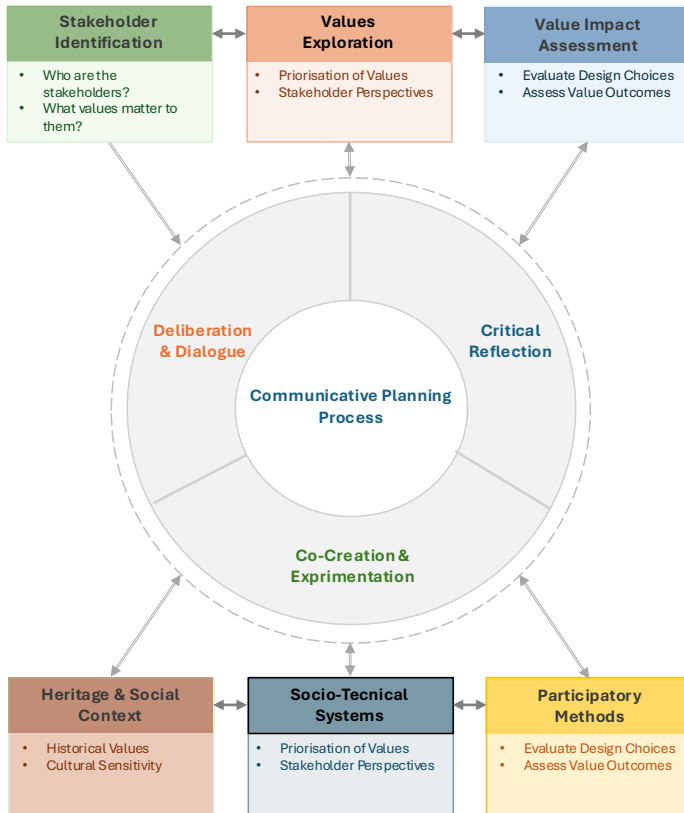 Stakeholder
Identification
• Who are the
stakeholders?
• What values matter to
them?
Values
Exploration
• Priorisation of Values
• Stakeholder Perspectives
Value Impact
Assessment
• Evaluate Design Choices
• Assess Value Outcomes
Deliberation
& Dialogue
Critical
Reflection
Communicative Planning
Process
Co-Creation &
Exprimentation
Heritage & Social
Context
• Historical Values
• Cultural Sensitivity
Socio-Tecnical
Systems
• Priorisation of Values
• Stakeholder Perspectives
Participatory
Methods
• Evaluate Design Choices
• Assess Value Outcomes